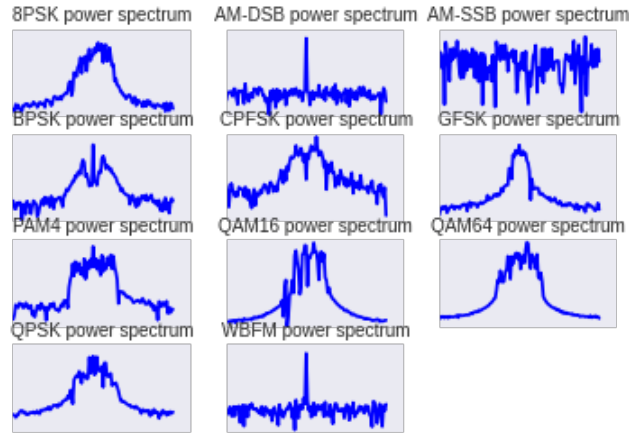 8PSK power spectrum
AM-DSB power spectrum
AM-SSB power spectrum
BPSK power spectrum
CPFSK power spectrum
GFSK power spectrum
PAM4 power spectrum
QAM16 power spectrum
QAM64 power spectrum
QPSK power spectrum
WBFM power spectrum